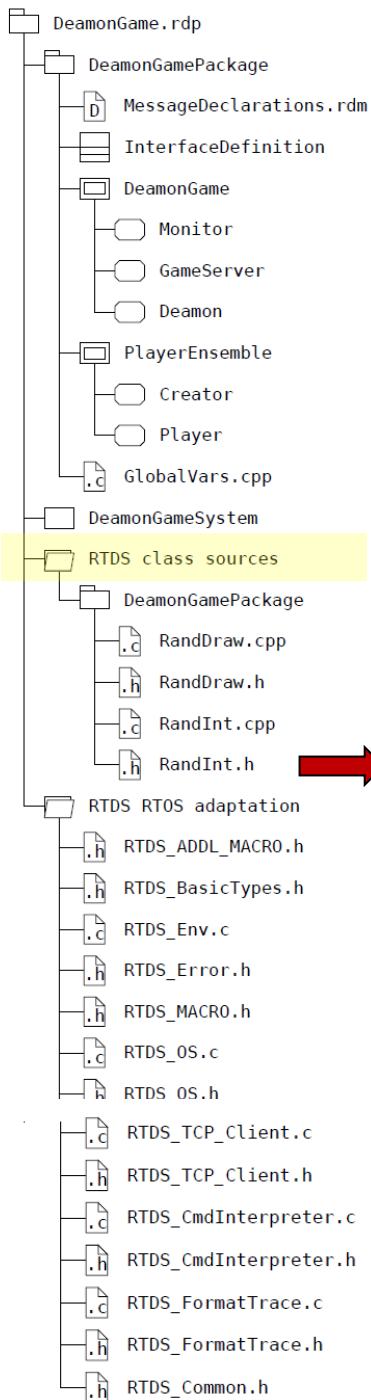 DeamonGame.rdp
DeamonGamePackage
D MessageDeclarations.rdm
InterfaceDefinition
DeamonGame
Monitor
GameServer
Deamon
PlayerEnsemble
Creator
Player
.c GlobalVars.cpp
DeamonGameSystem
RTDS class sources
DeamonGamePackage
.c RandDraw.cpp
.h RandDraw.h
.c RandInt.cpp
.h RandInt.h
RTDS RTOS adaptation
.h RTDS_ADDL_MACRO.h
.h RTDS_BasicTypes.h
.c RTDS_Env.c
.h RTDS_Error.h
.h RTDS_MACRO.h
.c RTDS_OS.c
.h RTDS_OS.h
.c RTDS_TCP_Client.c
.h RTDS_TCP_Client.h
.c RTDS_CmdInterpreter.c
.h RTDS_CmdInterpreter.h
.c RTDS_FormatTrace.c
.h RTDS_FormatTrace.h
.h RTDS_Common.h